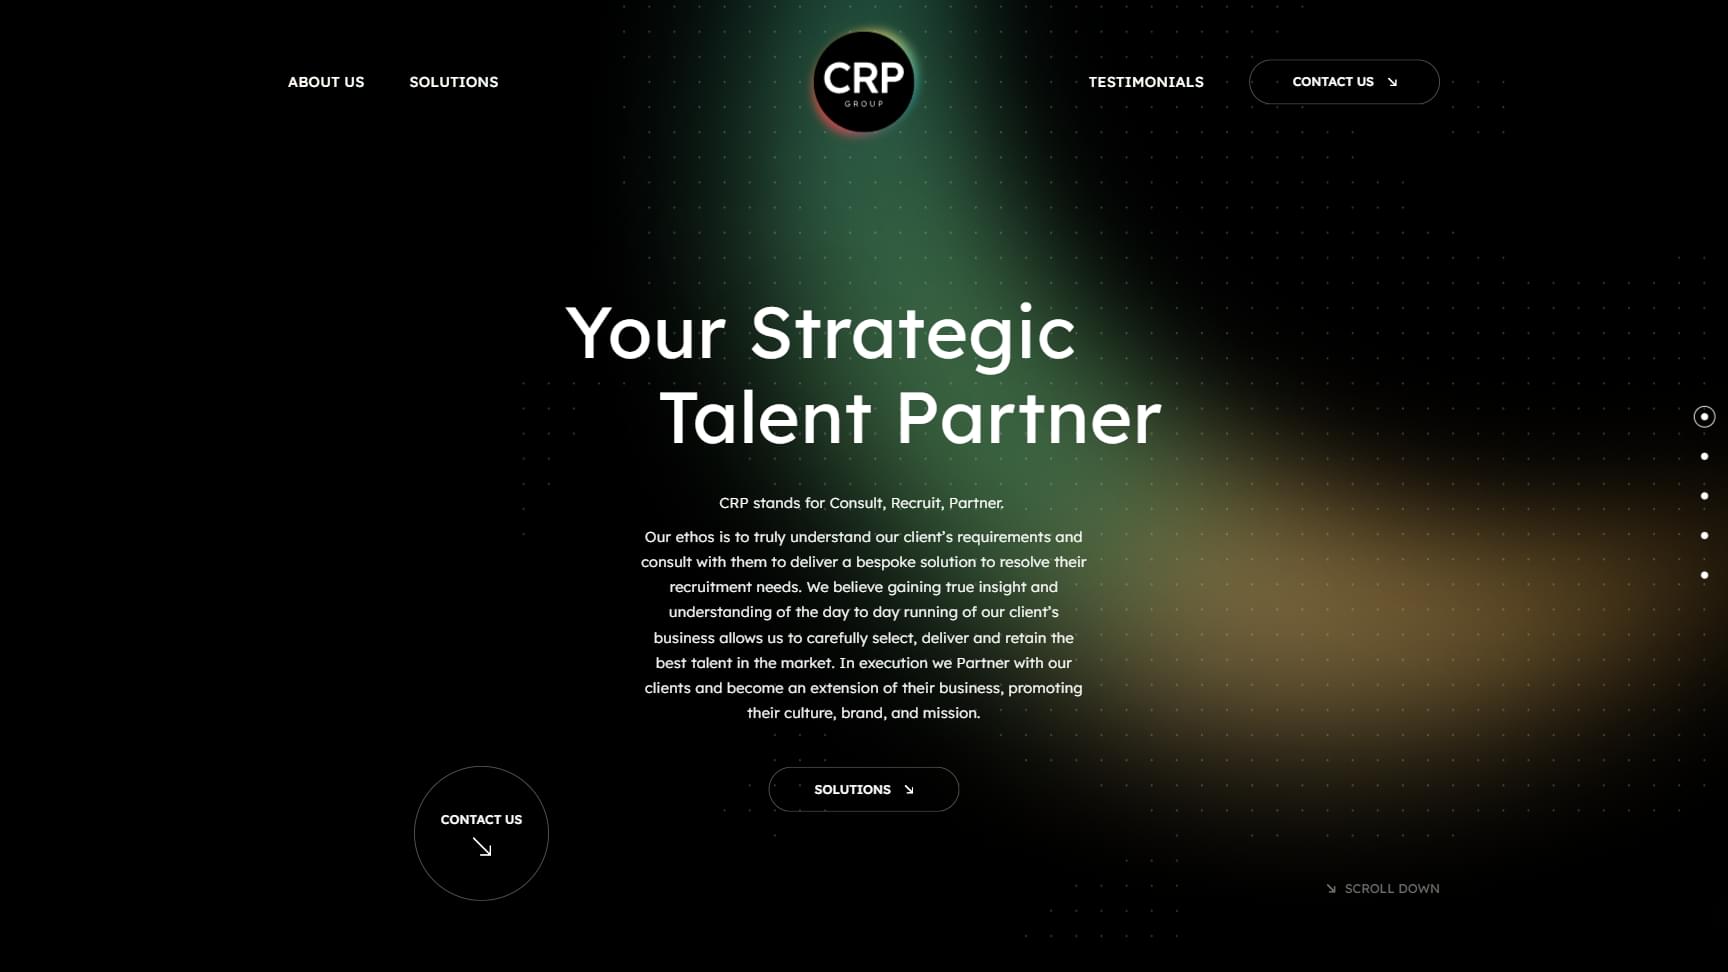 ABOUT US
SOLUTIONS
CRP
GROUP
TESTIMONIALS
CONTACT US
Your Strategic
Talent Partner
CRP stands for Consult, Recruit, Partner.
Our ethos is to truly understand our client’s requirements and
consult with them to deliver a bespoke solution to resolve their
recruitment needs. We believe gaining true insight and
understanding of the day to day running of our client’s
business allows us to carefully select, deliver and retain the
best talent in the market. In execution we Partner with our
clients and become an extension of their business, promoting
their culture, brand, and mission.
SOLUTIONS
CONTACT US
SCROLL DOWN